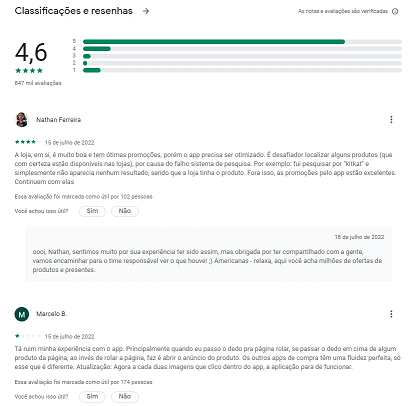 Classificações e resenhas
As notas e avaliações são verificadas
4,6
5
4
3
2
1
847 mil avaliações
Nathan Ferreira
15 de julho de 2022
A loja, em si, é muito boa e tem ótimas promoções, porém o app precisa ser otimizado. É desafiador localizar alguns produtos (que
com certeza estão disponíveis nas lojas), por causa do falho sistema de pesquisa. Por exemplo: fui pesquisar por "kitkat" e
simplesmente não aparecia nenhum resultado, sendo que a loja tinha o produto. Fora isso, as promoções pelo app estão excelentes.
Continuem com elas
Essa avaliação foi marcada como útil por 102 pessoas
Você achou isso útil?
Sim
Não
18 de julho de 2022
oooi, Nathan, sentimos muito por sua experiência ter sido assim, mas obrigada por ter compartilhado com a gente,
vamos encaminhar para o time responsável ver o que houve! ;) Americanas - relaxa, aqui você acha milhões de ofertas de
produtos e presentes.
M
Marcelo B.
15 de julho de 2022
Tá ruim minha experiência com o app. Principalmente quando eu passo o dedo pra página rolar, se passar o dedo em cima de algum
produto da página, ao invés de rolar a página, faz é abrir o anúncio do produto. Os outros apps de compra têm uma fluidez perfeita, só
esse que é diferente. Atualização: Agora a cada duas imagens que clico dentro do app, a aplicação para de funcionar.
Essa avaliação foi marcada como útil por 174 pessoas
Você achou isso útil?
Sim
Não